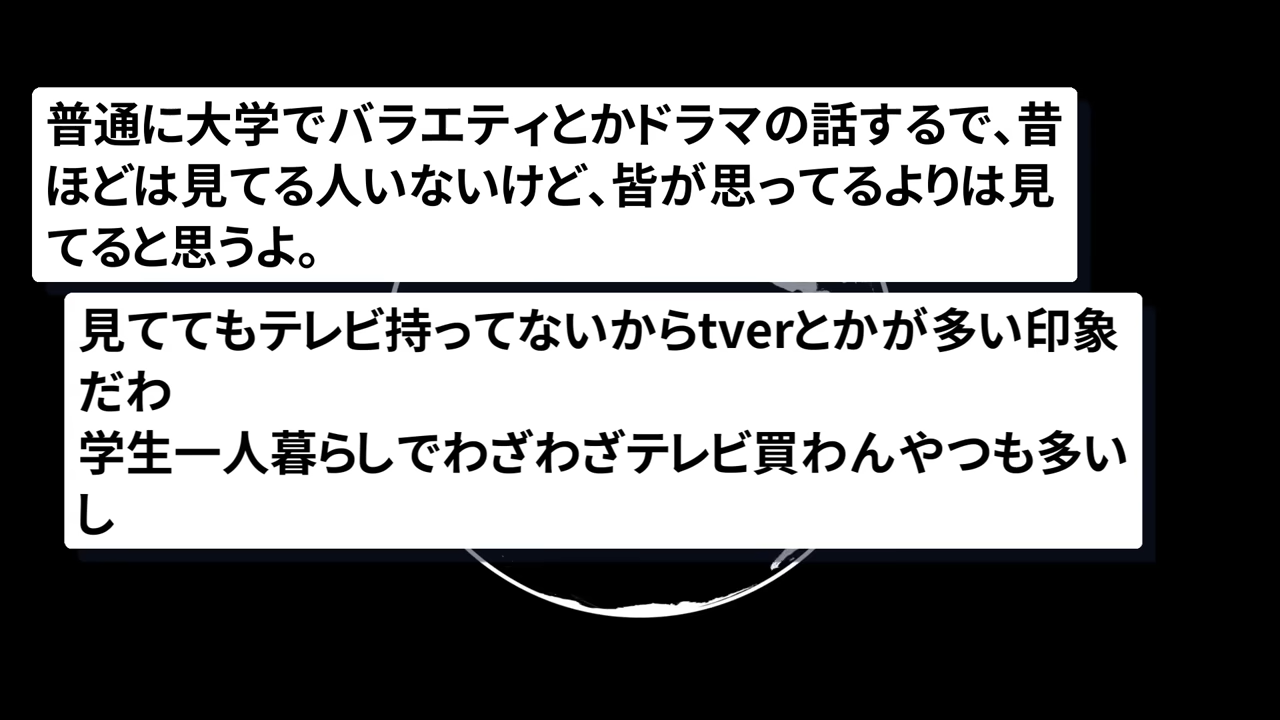 普通に大学でバラエティとかドラマの話するで、昔
ほどは見てる人いないけど、皆が思ってるよりは見
てると思うよ。
見ててもテレビ持ってないからtverとかが多い印象
だわ
学生一人暮らしでわざわざテレビ買わんやつも多い
し